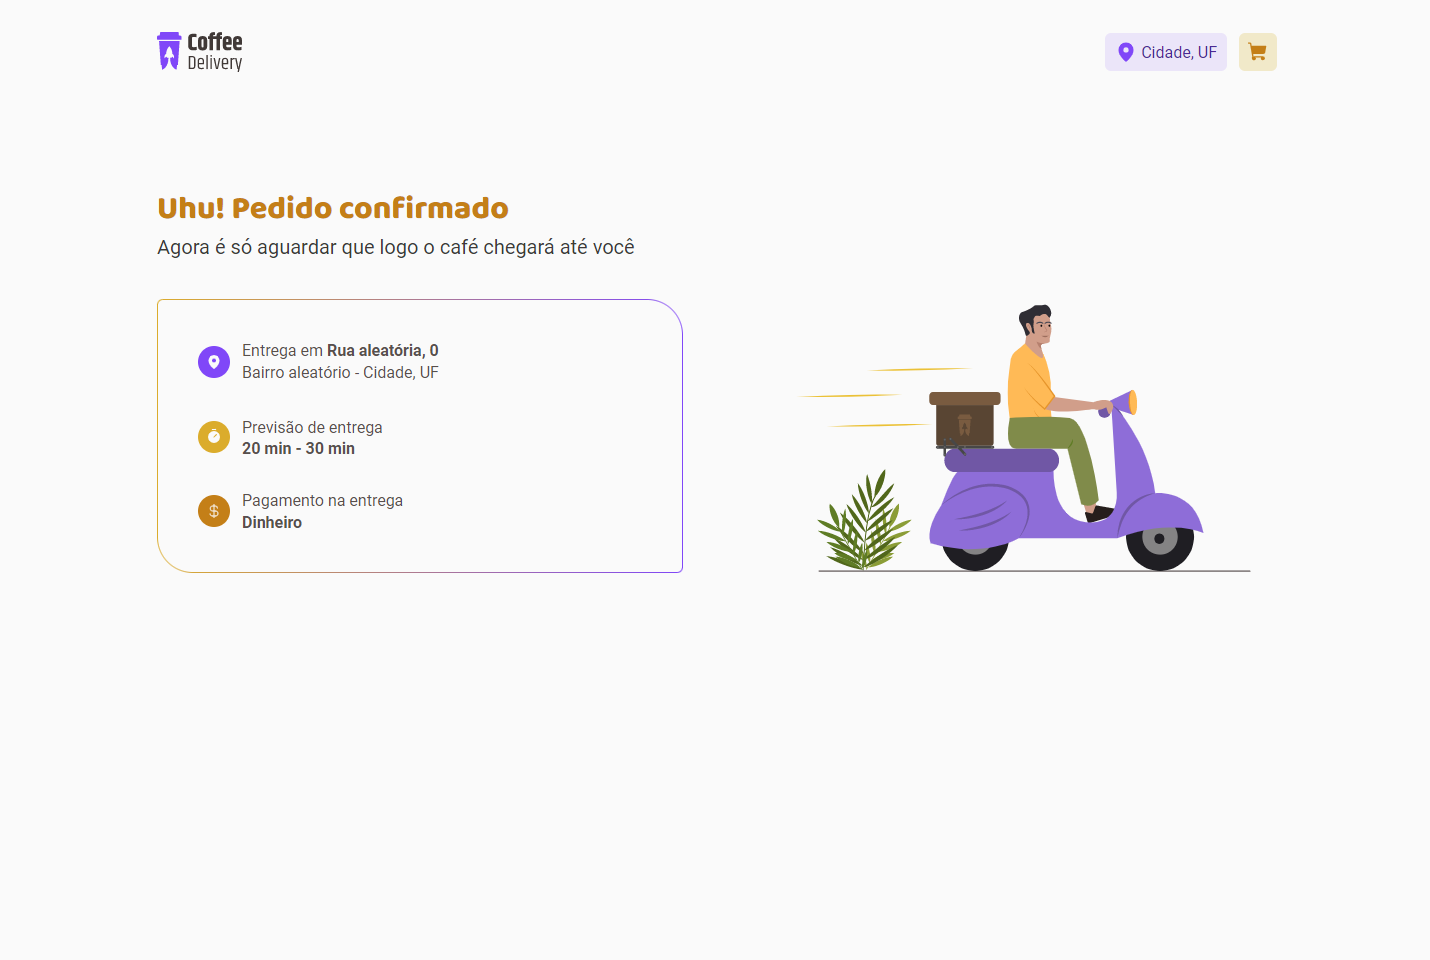 Coffee
Delivery
Cidade, UF
Uhu! Pedido confirmado
Agora é só aguardar que logo o café chegará até você
Entrega em Rua aleatória, 0
Bairro aleatório - Cidade, UF
Previsão de entrega
20 min - 30 min
Pagamento na entrega
Dinheiro